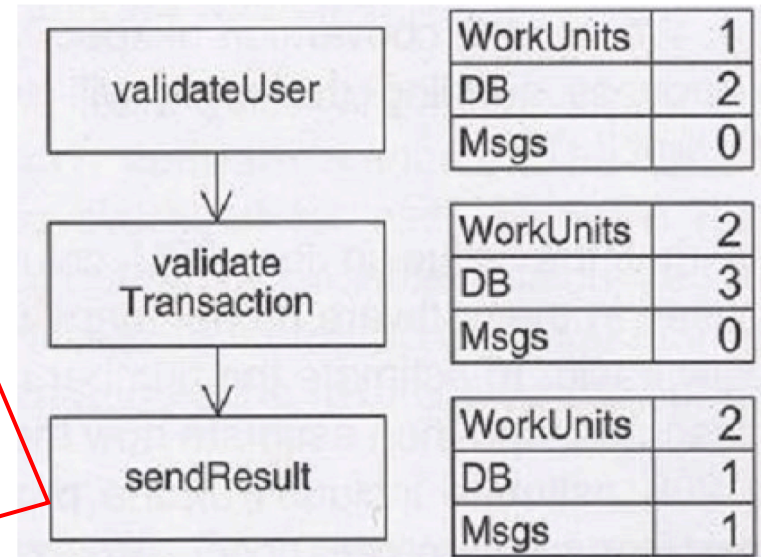 validateUser
WorkUnits 1
DB 2
Msgs 0
validate
Transaction
WorkUnits 2
DB 3
Msgs 0
sendResult
WorkUnits 2
DB 1
Msgs 1